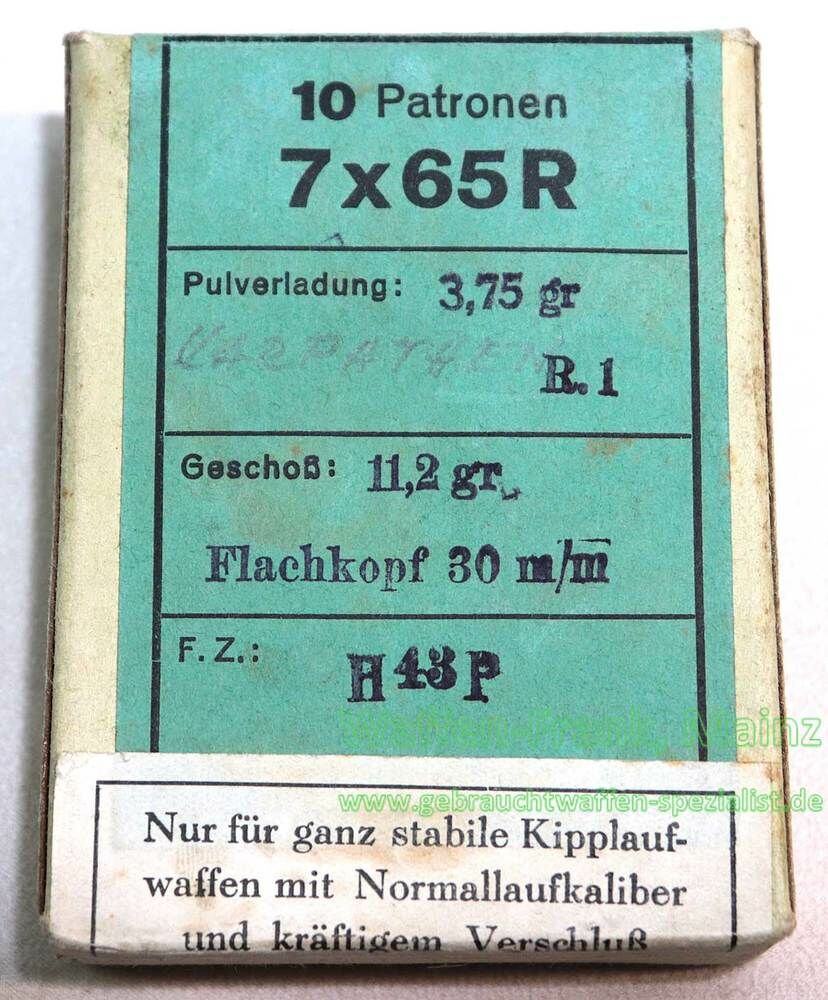 10 Patronen
7x65R
Pulverladung: 3,75 gr
R.1
Geschoß: 11,2 gr.
Flachkopf 30 m/m
F. Z.: H 43 P
Waffen-Frank, Mainz
www.gebrauchtwaffen-spezialist.de
Nur für ganz stabile Kipplauf-
waffen mit Normallaufkaliber
und kräftigem Verschluß